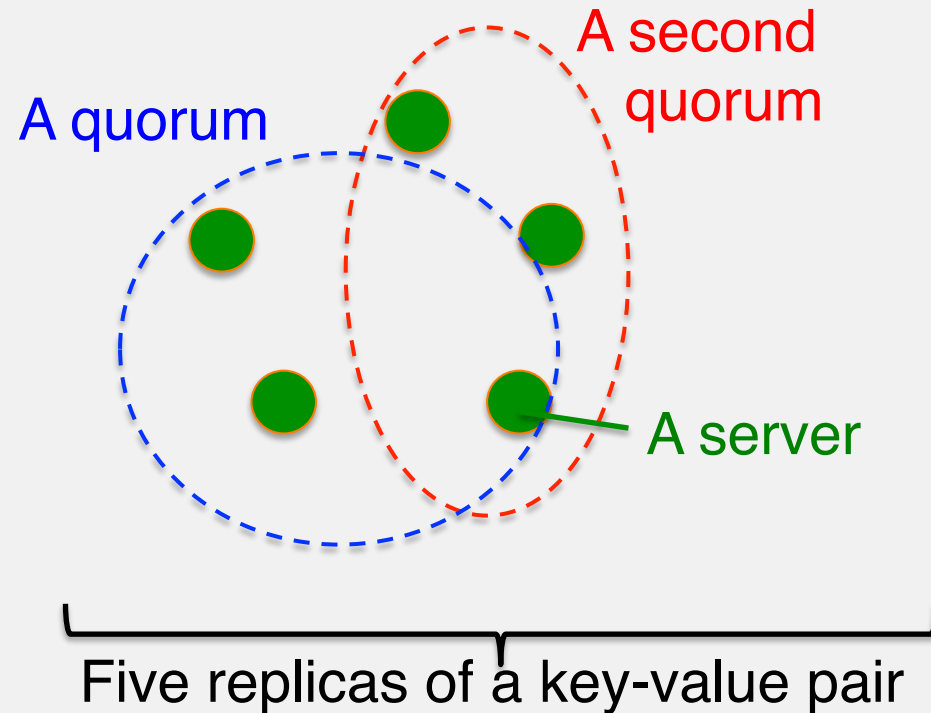 A second
quorum
A quorum
A server
Five replicas of a key-value pair